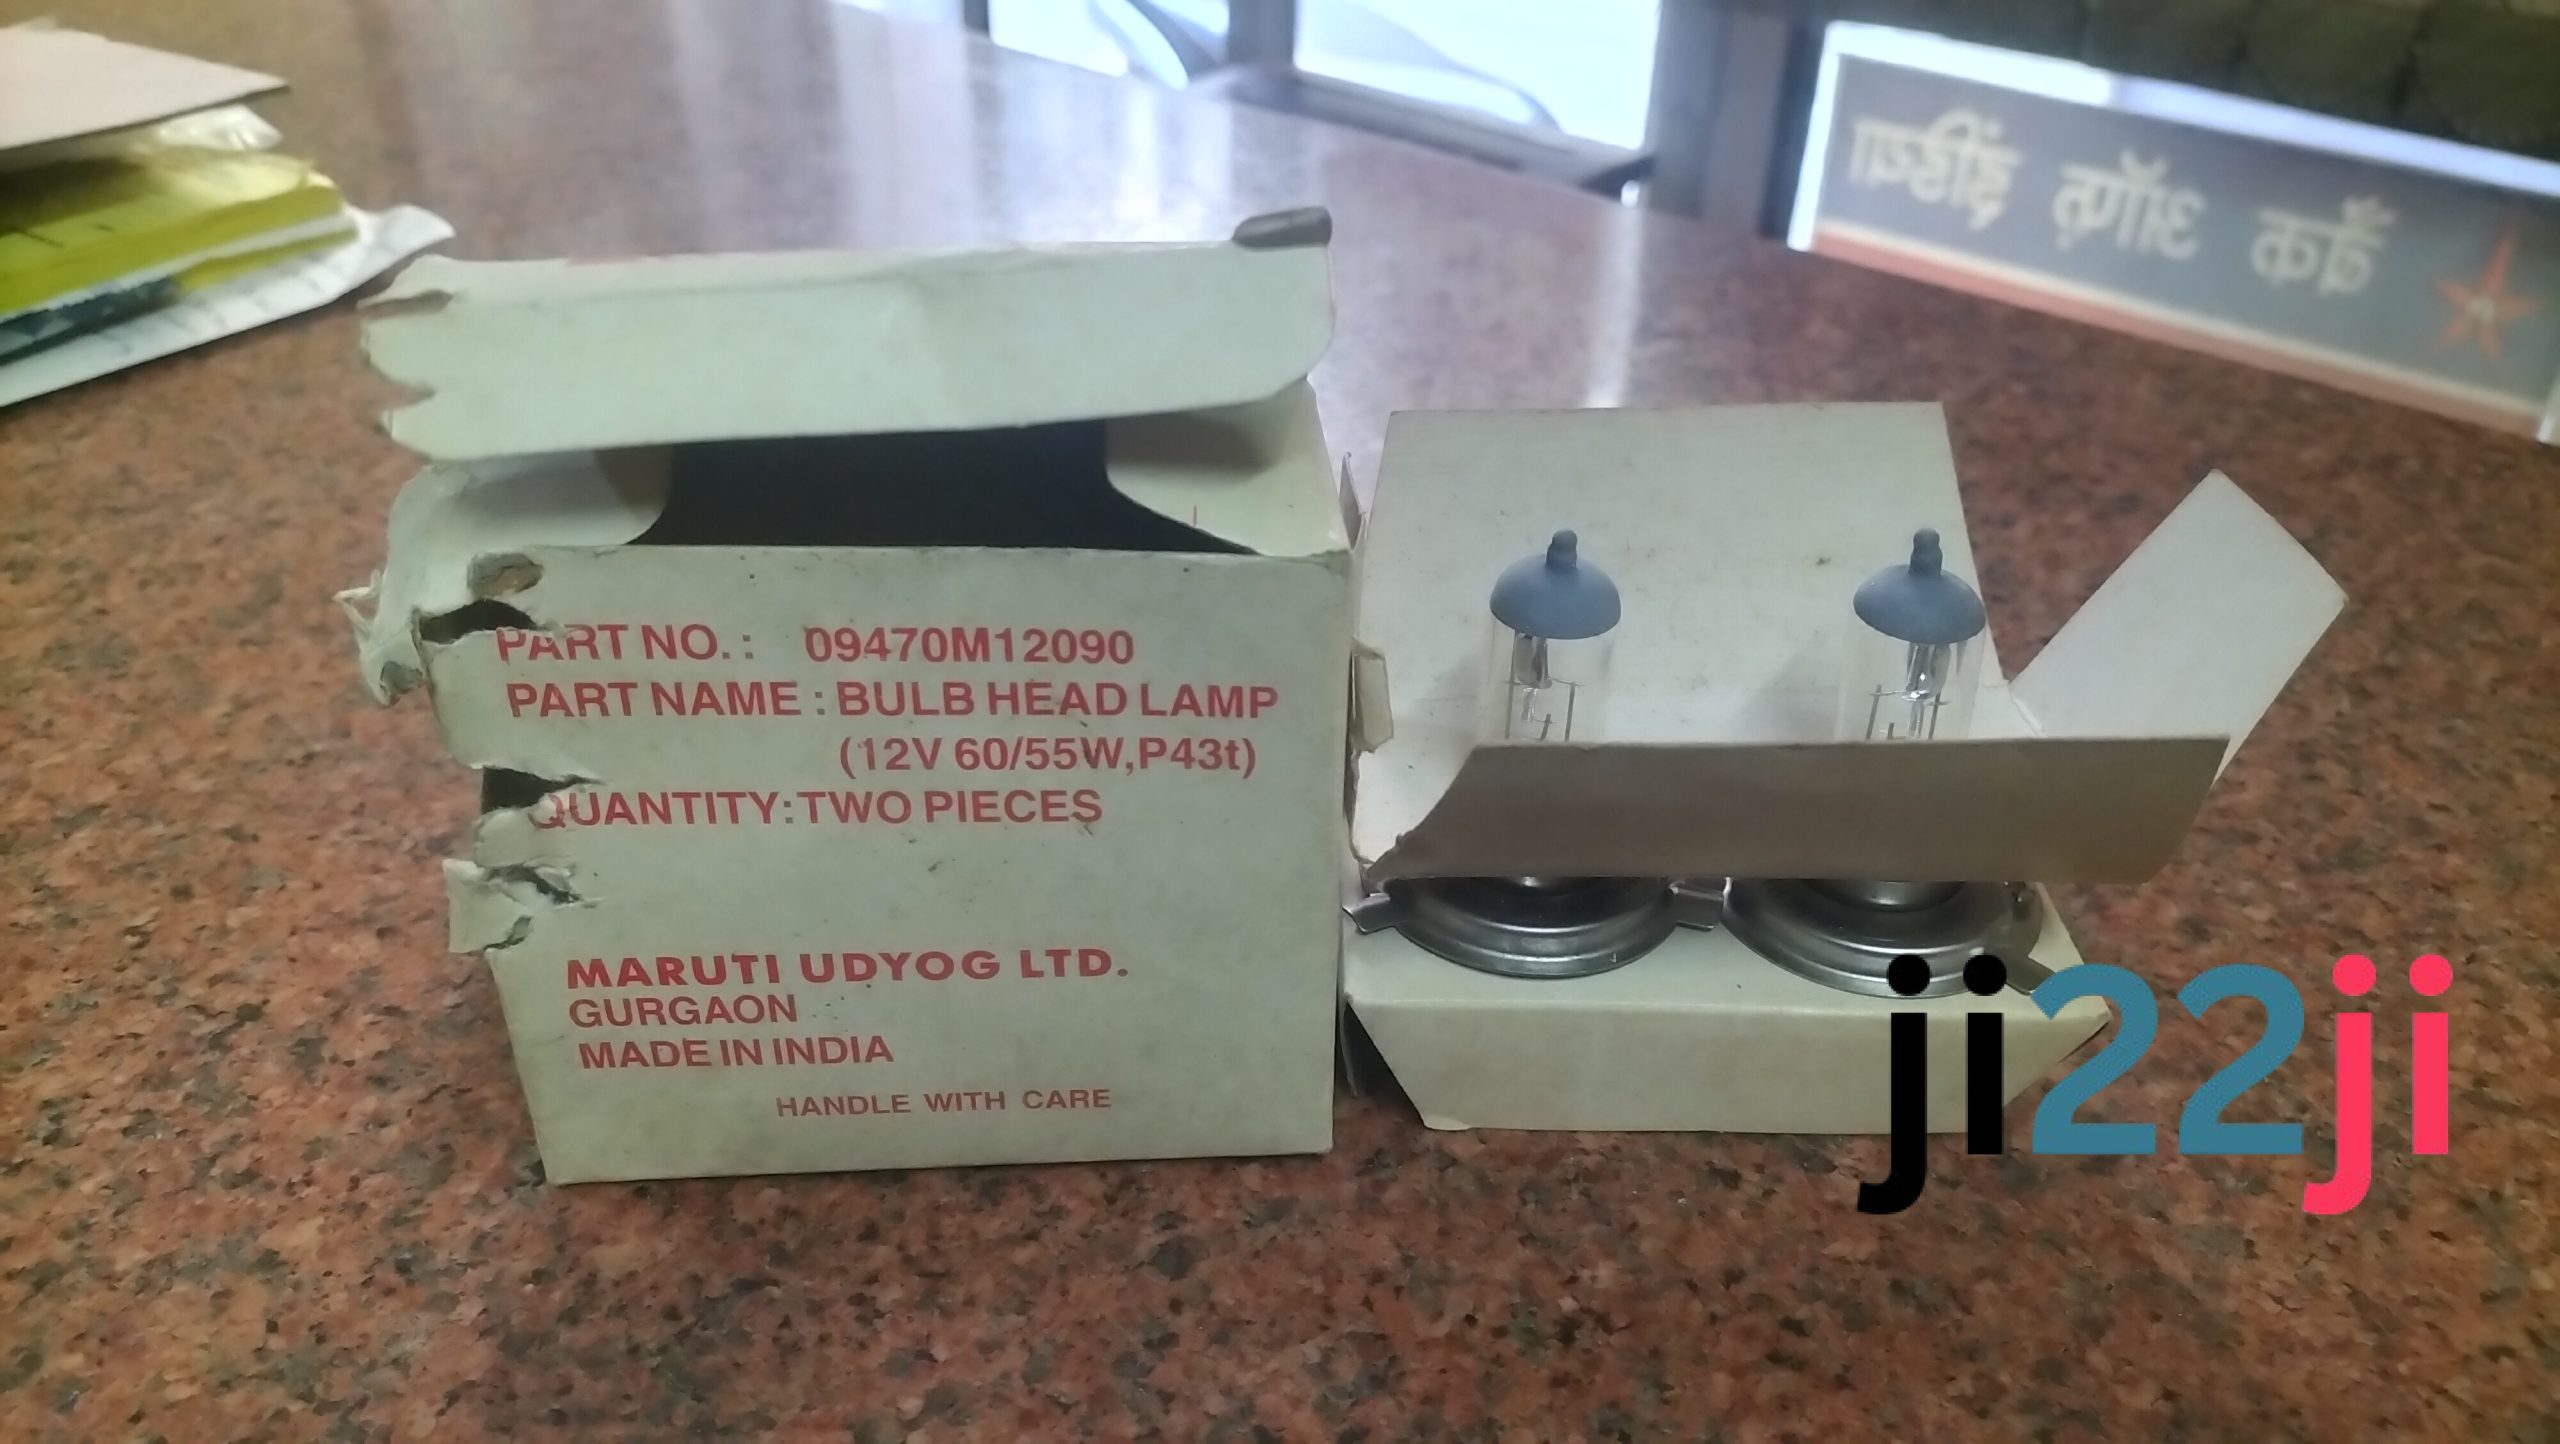 बैंक ऑफ़ इंडिया
PART NO. : 09470M12090
PART NAME : BULB HEAD LAMP
(12V 60/55W,P43t)
QUANTITY: TWO PIECES
MARUTI UDYOG LTD.
GURGAON
MADE IN INDIA
HANDLE WITH CARE
ji22ji